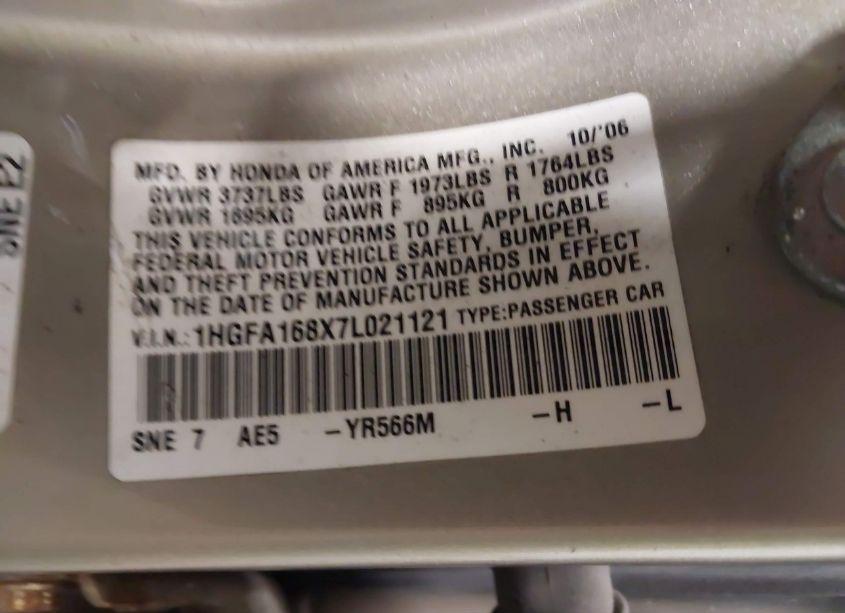 MFD. BY HONDA OF AMERICA MFG., INC. 10/'06
GVWR 3737LBS GAWR F 1973LBS R 1764LBS
GVWR 1695KG GAWR F 895KG R 800KG
THIS VEHICLE CONFORMS TO ALL APPLICABLE
FEDERAL MOTOR VEHICLE SAFETY, BUMPER,
AND THEFT PREVENTION STANDARDS IN EFFECT
ON THE DATE OF MANUFACTURE SHOWN ABOVE.
V.I.N.: 1HGFA168X7L021121 TYPE:PASSENGER CAR
SNE 7 AE5 -YR566M -H -L
SNE E2